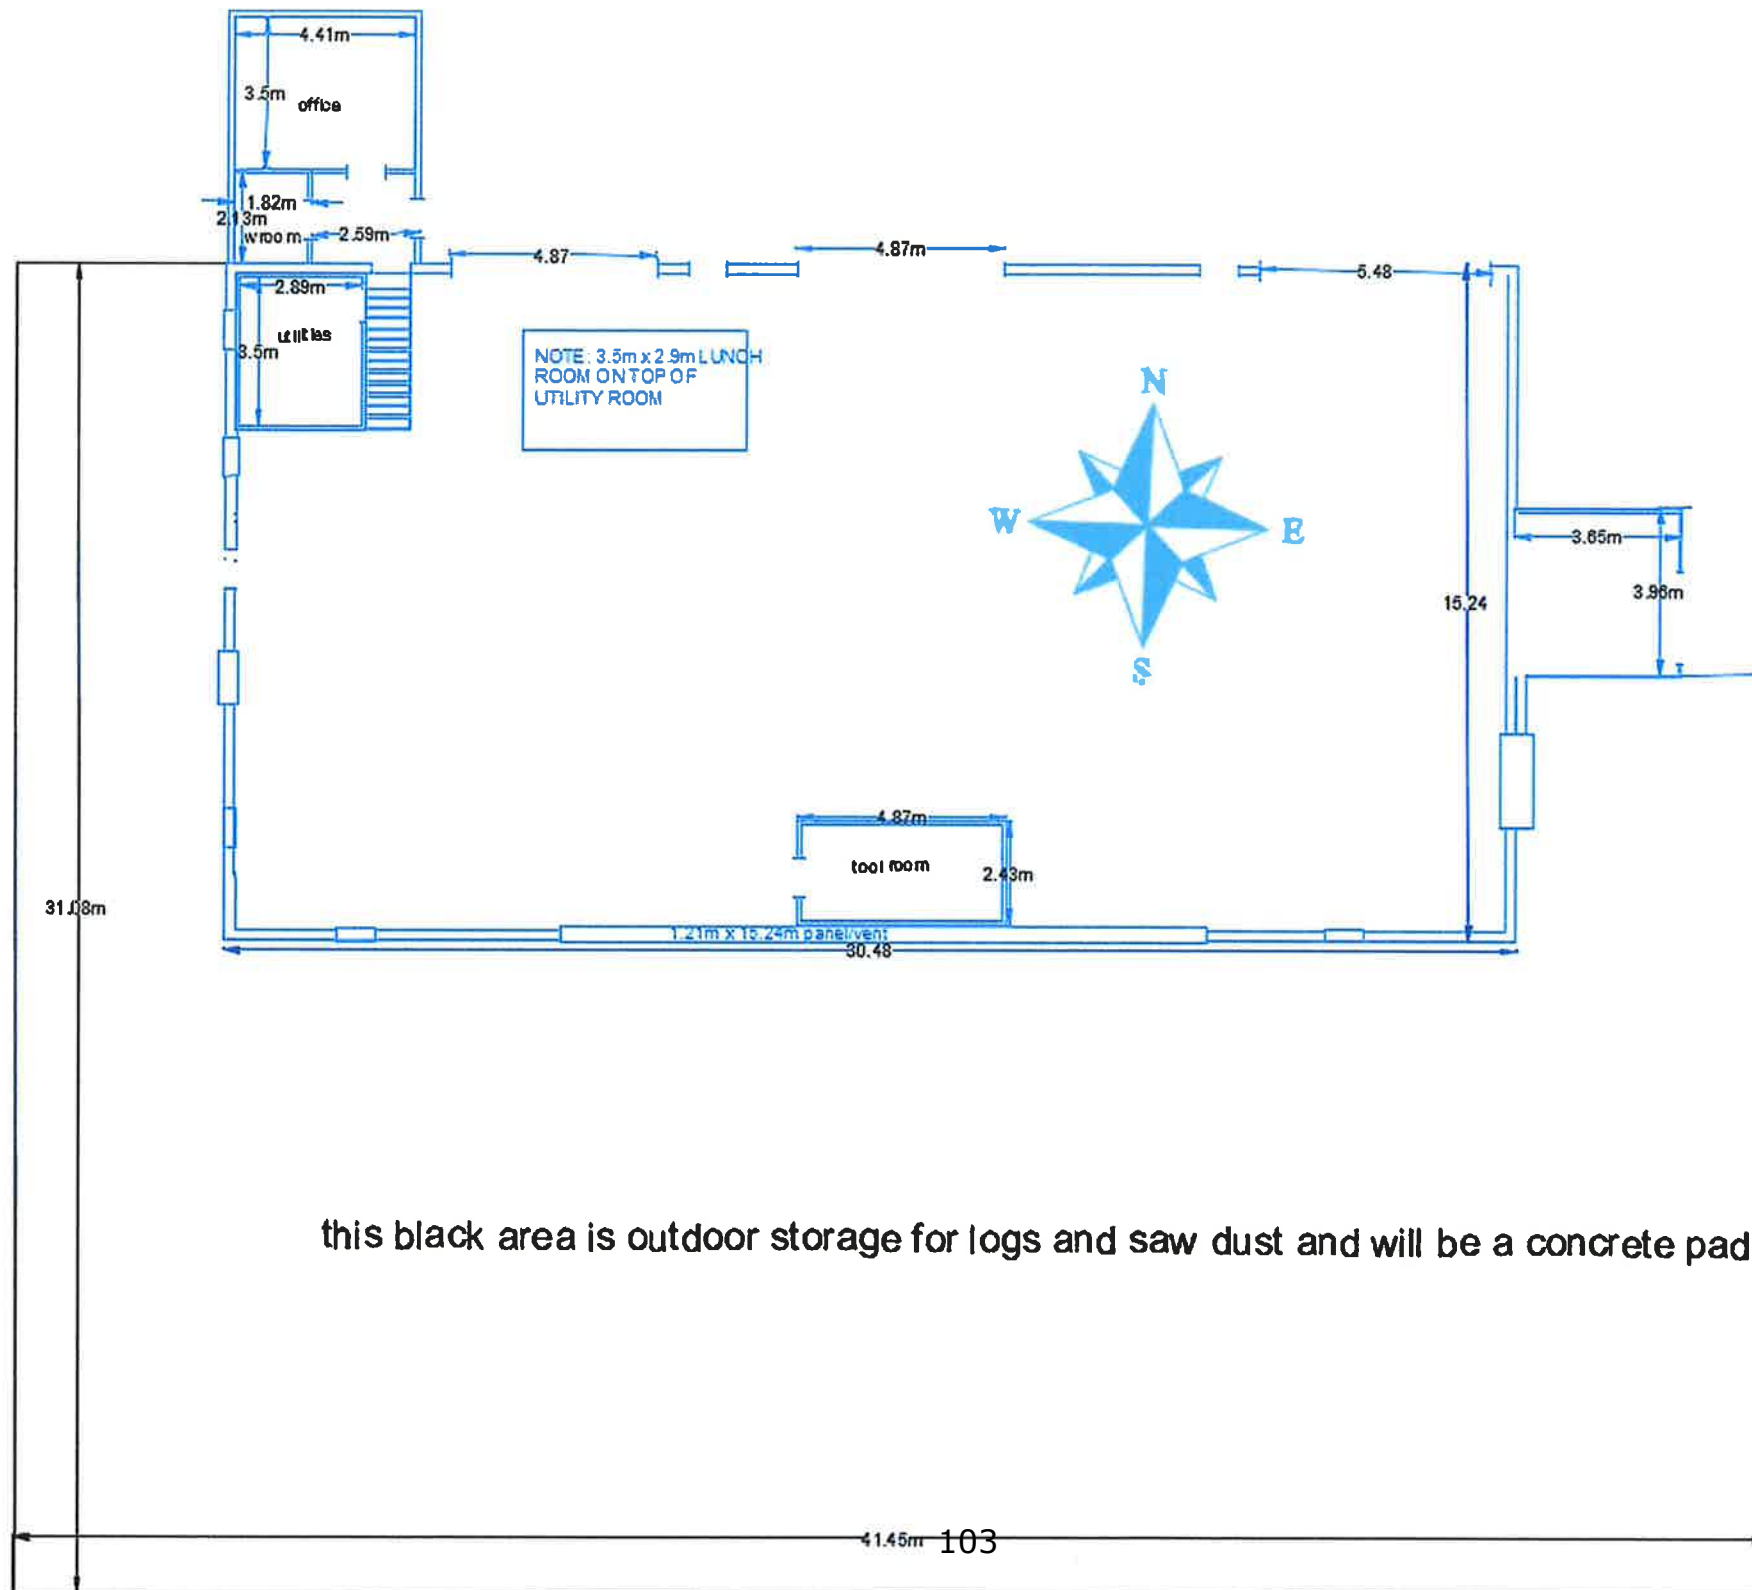 4.41m
3.5m
office
1.82m
2.13m
wroom
2.59m
4.87
4.87m
5.48
2.89m
utilities
3.5m
NOTE: 3.5m x 2.9m LUNCH
ROOM ON TOP OF
UTILITY ROOM
N
W
E
S
3.65m
3.96m
15.24
4.87m
tool room
2.43m
31.08m
1.21m x 15.24m panel/vent
30.48
this black area is outdoor storage for logs and saw dust and will be a concrete pad
41.45m
103